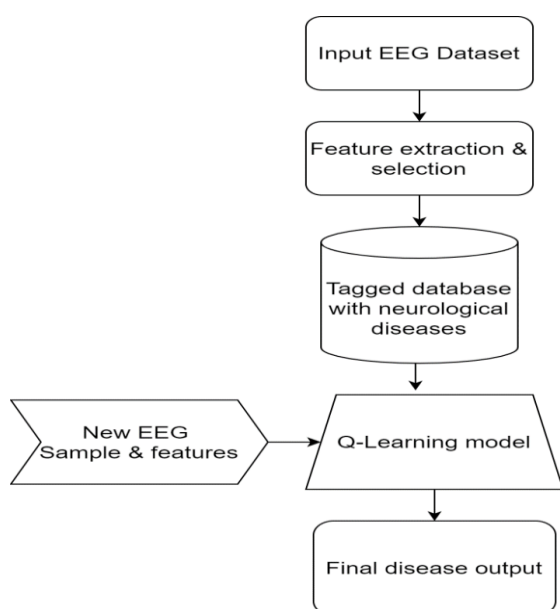 Input EEG Dataset
Feature extraction &
selection
Tagged database
with neurological
diseases
New EEG
Sample & features
Q-Learning model
Final disease output